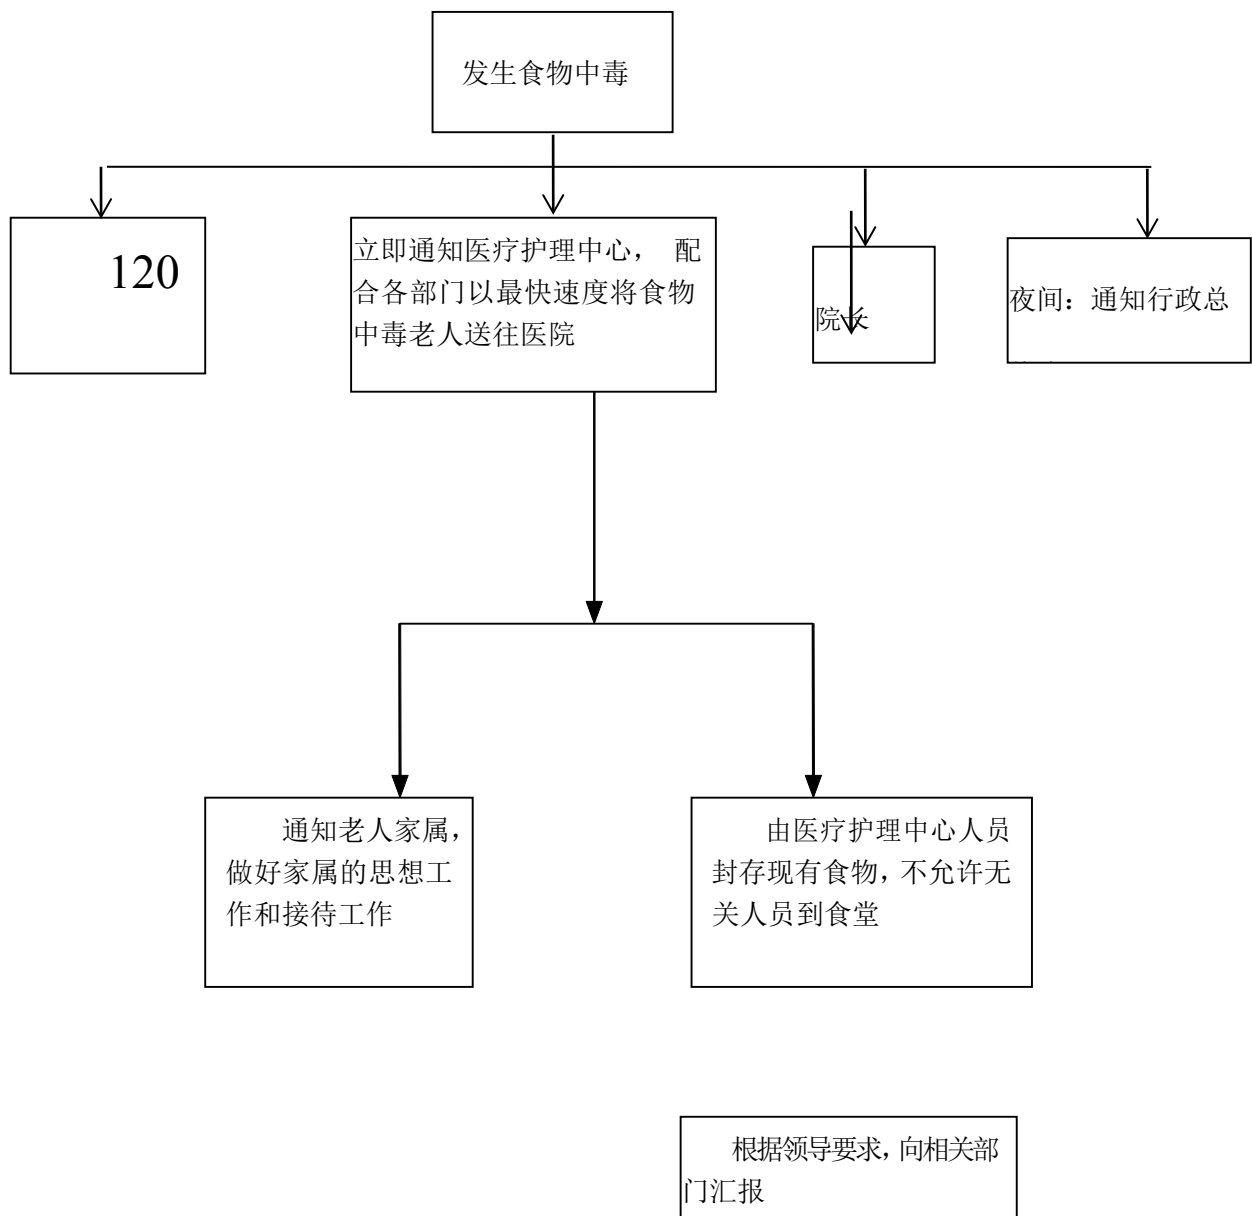 发生食物中毒
120
立即通知医疗护理中心， 配
合各部门以最快速度将食物
中毒老人送往医院
院长
夜间：通知行政总
通知老人家属，
做好家属的思想工
作和接待工作
由医疗护理中心人员
封存现有食物，不允许无
关人员到食堂
根据领导要求，向相关部
门汇报